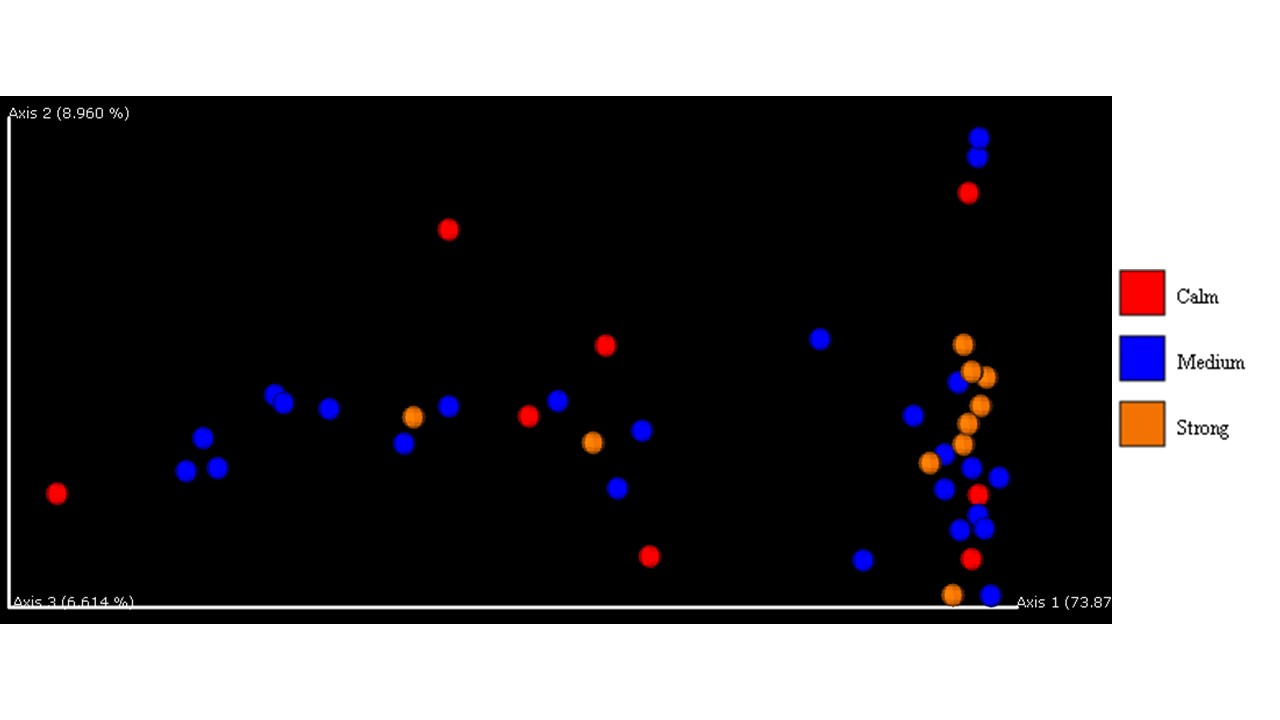 Axis 2 (8.960 %)
Calm
Medium
Strong
Axis 3 (6.614 %)
Axis 1 (73.87